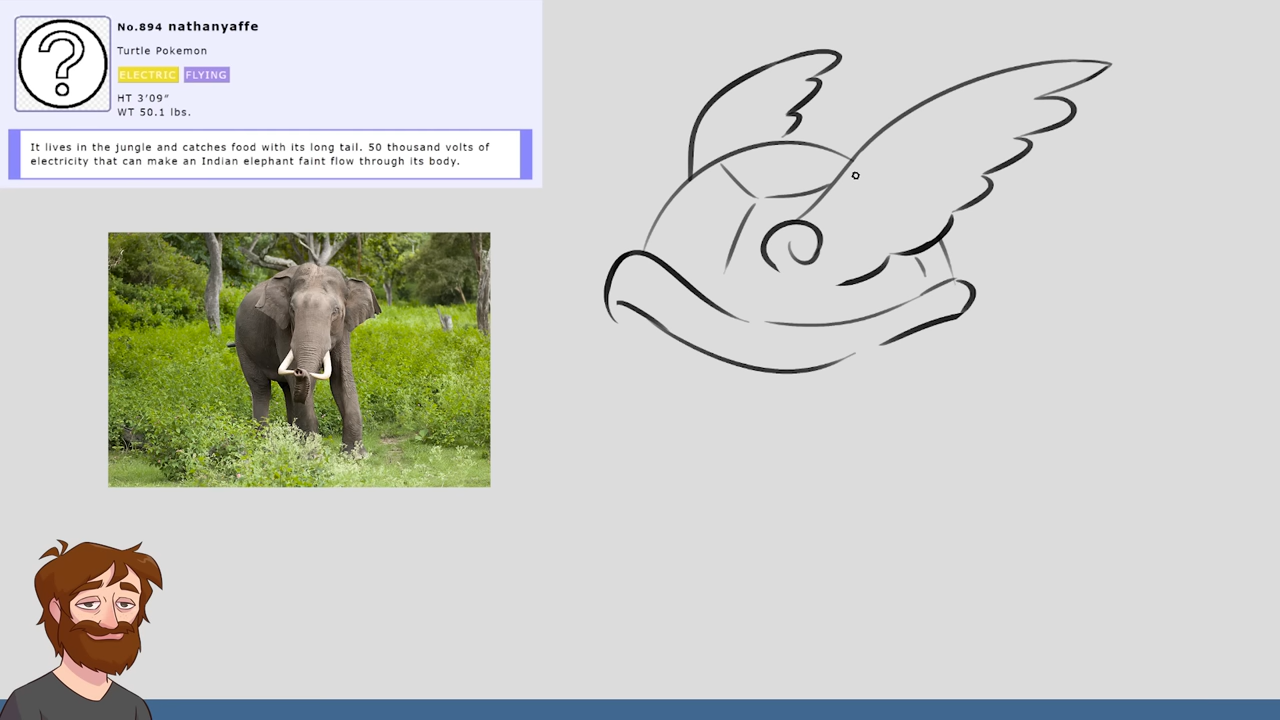 No.894 nathanyaffe
Turtle Pokemon
ELECTRIC FLYING
HT 3'09"
WT 50.1 lbs.
It lives in the jungle and catches food with its long tail. 50 thousand volts of
electricity that can make an Indian elephant faint flow through its body.